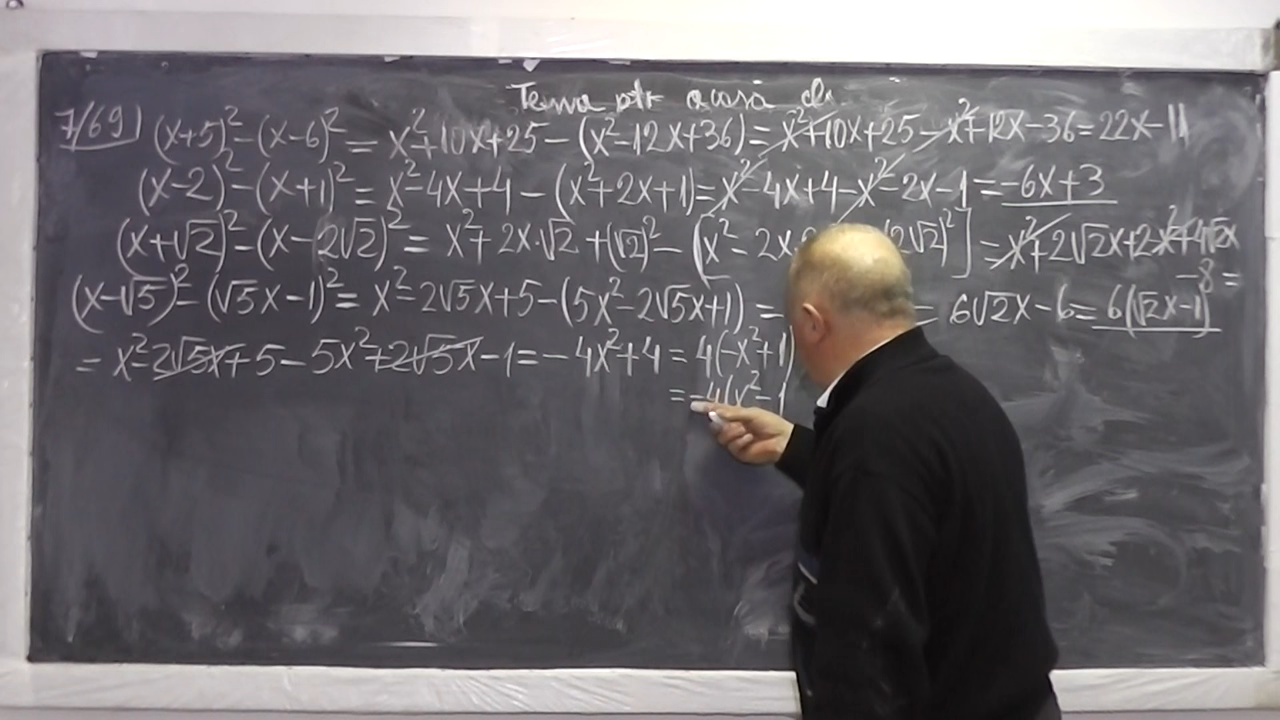 Tema ptr acasă de
7/69) (x+5)²-(x-6)² = x²+10x+25-(x²-12x+36) = x²+10x+25-x²+12x-36 = 22x-11
(x-2)²-(x+1)² = x²-4x+4-(x²+2x+1) = x²-4x+4-x²-2x-1 = -6x+3
(x+√2)²-(x-2√2)² = x²+2x·√2+(√2)²-[x²-2x· (2√2)²] = x²+2√2x+2-x²+4√2x
-8 =
(x-√5)²-(√5x-1)² = x²-2√5x+5-(5x²-2√5x+1) = = 6√2x-6 = 6(√2x-1)
= x²-2√5x+5-5x²+2√5x-1 = -4x²+4 = 4(-x²+1)
= -4(x²-1